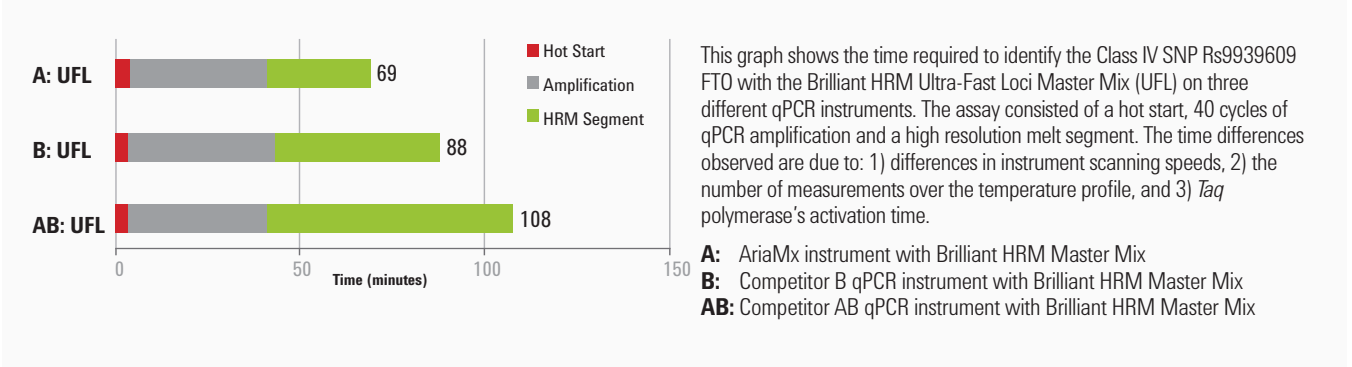 A: UFL
69
B: UFL
88
AB: UFL
108
0
50
100
150
Time (minutes)
Hot Start
Amplification
HRM Segment
This graph shows the time required to identify the Class IV SNP Rs9939609
FTO with the Brilliant HRM Ultra-Fast Loci Master Mix (UFL) on three
different qPCR instruments. The assay consisted of a hot start, 40 cycles of
qPCR amplification and a high resolution melt segment. The time differences
observed are due to: 1) differences in instrument scanning speeds, 2) the
number of measurements over the temperature profile, and 3) Taq
polymerase's activation time.
A: AriaMx instrument with Brilliant HRM Master Mix
B: Competitor B qPCR instrument with Brilliant HRM Master Mix
AB: Competitor AB qPCR instrument with Brilliant HRM Master Mix